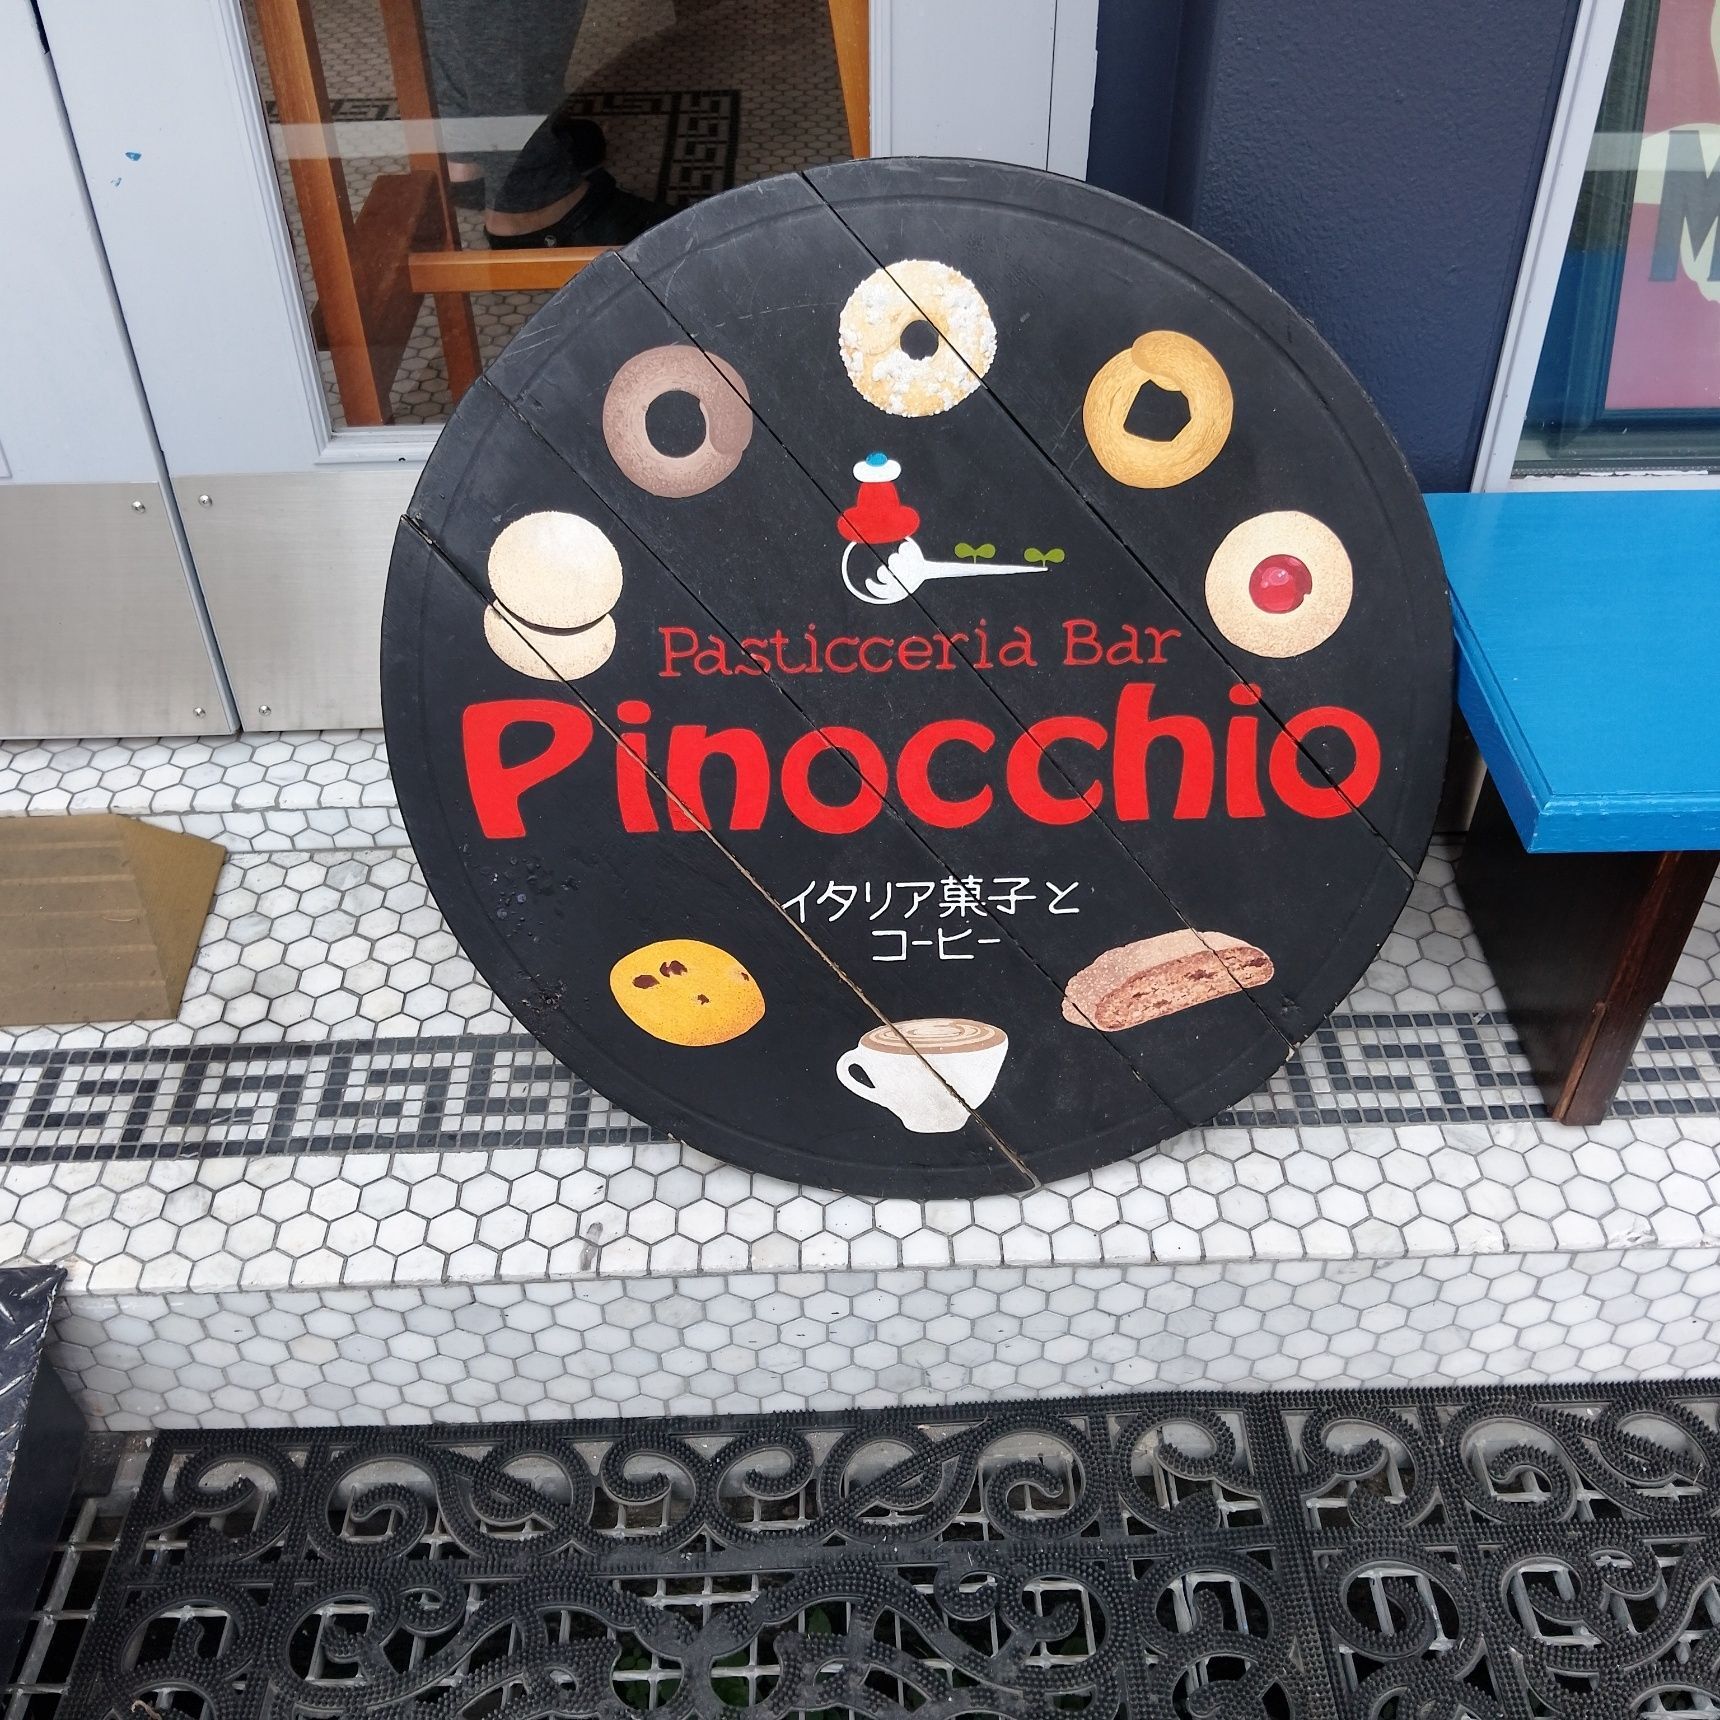 Pasticceria Bar
Pinocchio
イタリア菓子と
コーヒー